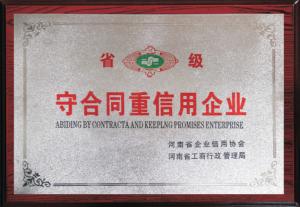 省 级
守合同重信用企业
ABIDING BY CONTRACTA AND KEEPLNG PROMISES ENTERPRISE
河南省企业信用协会
河南省工商行政管理局